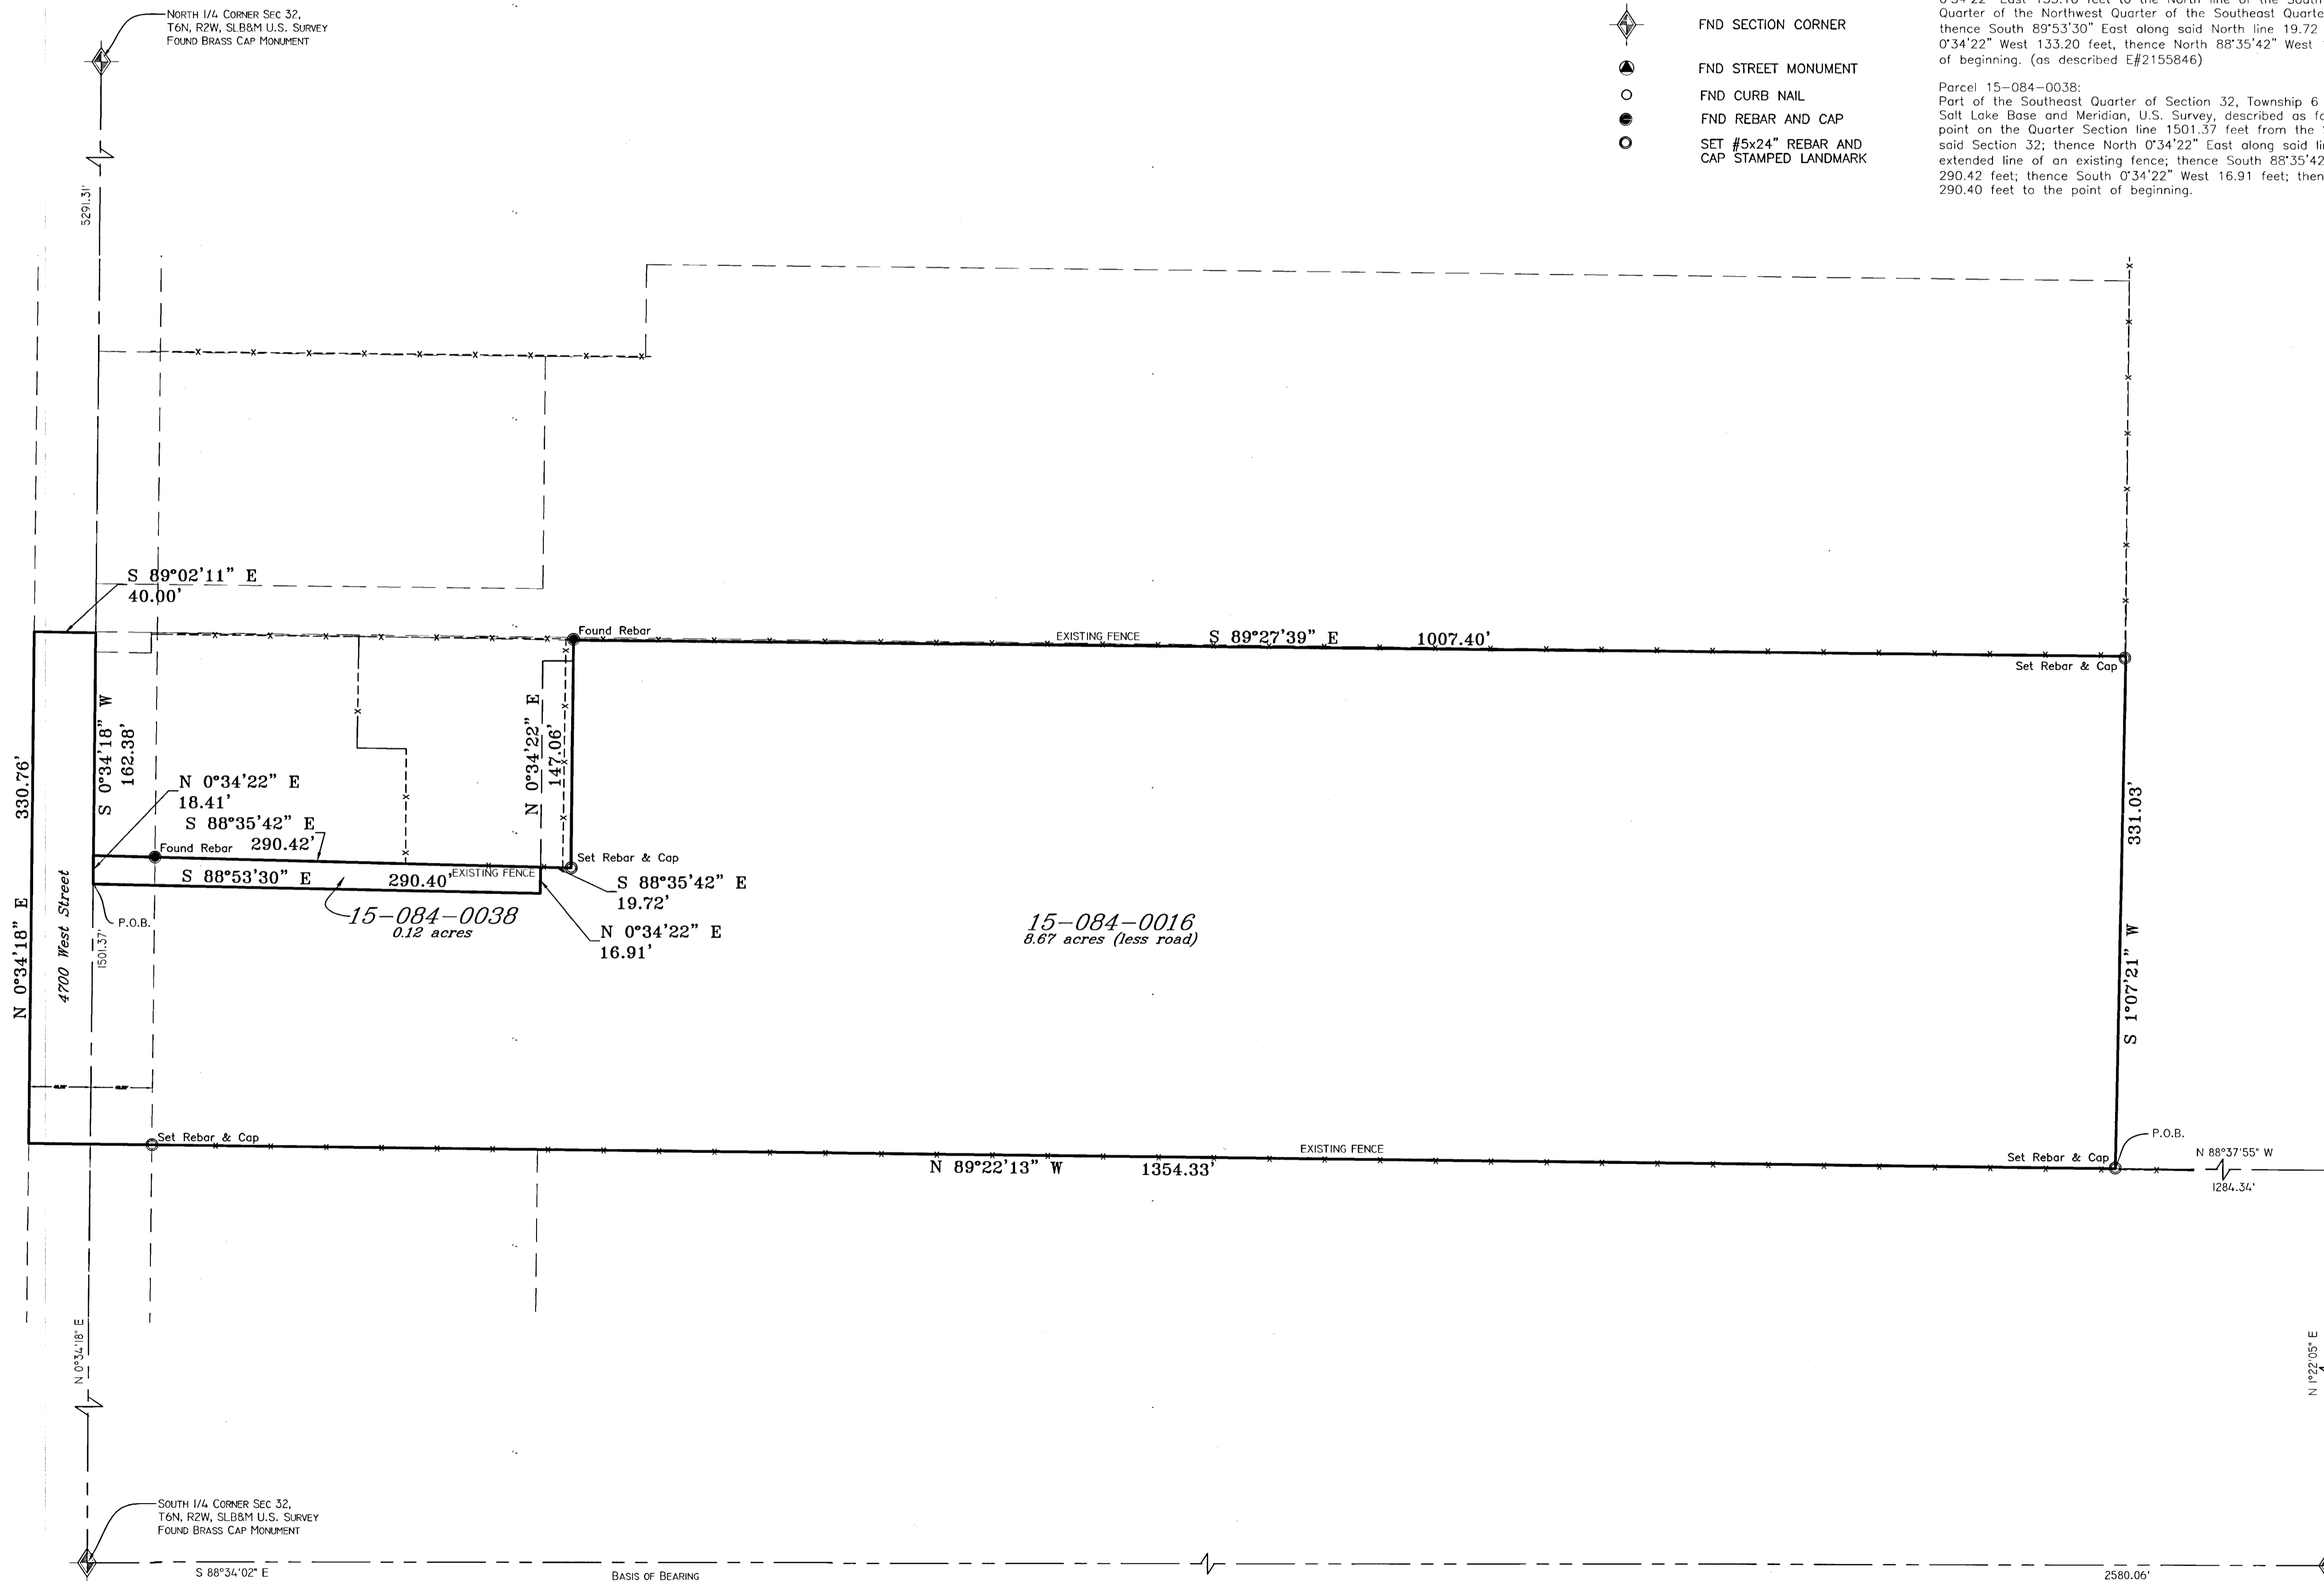 NORTH 1/4 CORNER SEC 32,
T6N, R2W, SLB&M U.S. SURVEY
FOUND BRASS CAP MONUMENT
FND SECTION CORNER
FND STREET MONUMENT
FND CURB NAIL
FND REBAR AND CAP
SET #5x24" REBAR AND
CAP STAMPED LANDMARK
Quarter of the Northwest Quarter of the Southeast Quarte
thence South 89°53'30" East along said North line 19.72
0°34'22" West 133.20 feet, thence North 88°35'42" West
of beginning. (as described E#2155846)
Parcel 15-084-0038:
Part of the Southeast Quarter of Section 32, Township 6
Salt Lake Base and Meridian, U.S. Survey, described as fo
point on the Quarter Section line 1501.37 feet from the
said Section 32; thence North 0°34'22" East along said li
extended line of an existing fence; thence South 88°35'42
290.42 feet; thence South 0°34'22" West 16.91 feet; then
290.40 feet to the point of beginning.
5291.31'
S 89°02'11" E
40.00'
Found Rebar
EXISTING FENCE
S 89°27'39" E 1007.40'
Set Rebar & Cap
N 0°34'18" E 330.76'
S 0°34'18" W
162.38'
N 0°34'22" E
18.41'
S 88°35'42" E
290.42'
Found Rebar
N 0°34'22" E
147.06'
Set Rebar & Cap
S 88°53'30" E 290.40'
EXISTING FENCE
S 88°35'42" E
19.72'
15-084-0038
0.12 acres
N 0°34'22" E
16.91'
P.O.B.
1501.37'
4700 West Street
15-084-0016
8.67 acres (less road)
S 1°07'21" W 331.03'
Set Rebar & Cap
N 89°22'13" W 1354.33'
EXISTING FENCE
Set Rebar & Cap
P.O.B.
N 88°37'55" W
1284.34'
N 0°34'18" E
N 1°22'05" E
SOUTH 1/4 CORNER SEC 32,
T6N, R2W, SLB&M U.S. SURVEY
FOUND BRASS CAP MONUMENT
S 88°34'02" E
BASIS OF BEARING
2580.06'